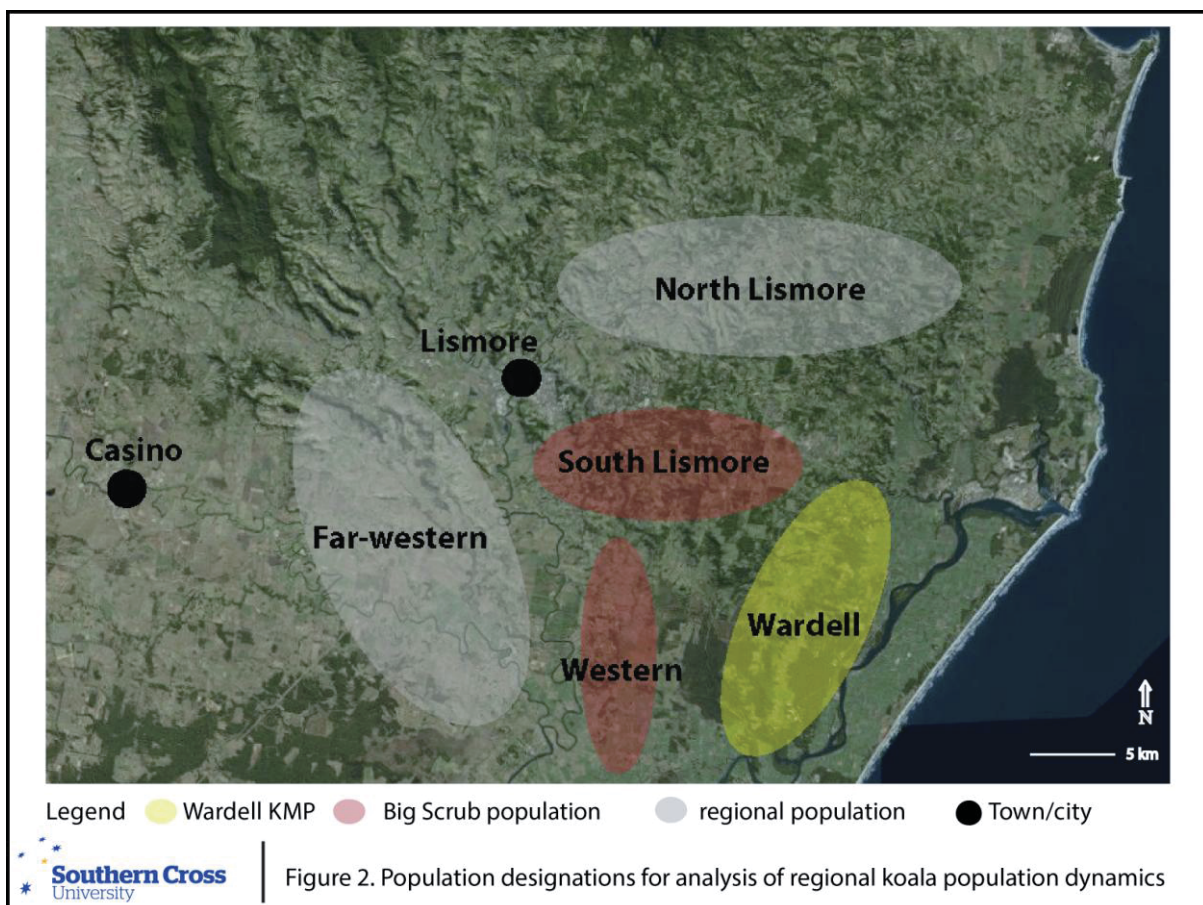 North Lismore
Lismore
Casino
South Lismore
Far-western
Wardell
Western
N
5 km
Legend Wardell KMP Big Scrub population regional population Town/city
Southern Cross
University
Figure 2. Population designations for analysis of regional koala population dynamics